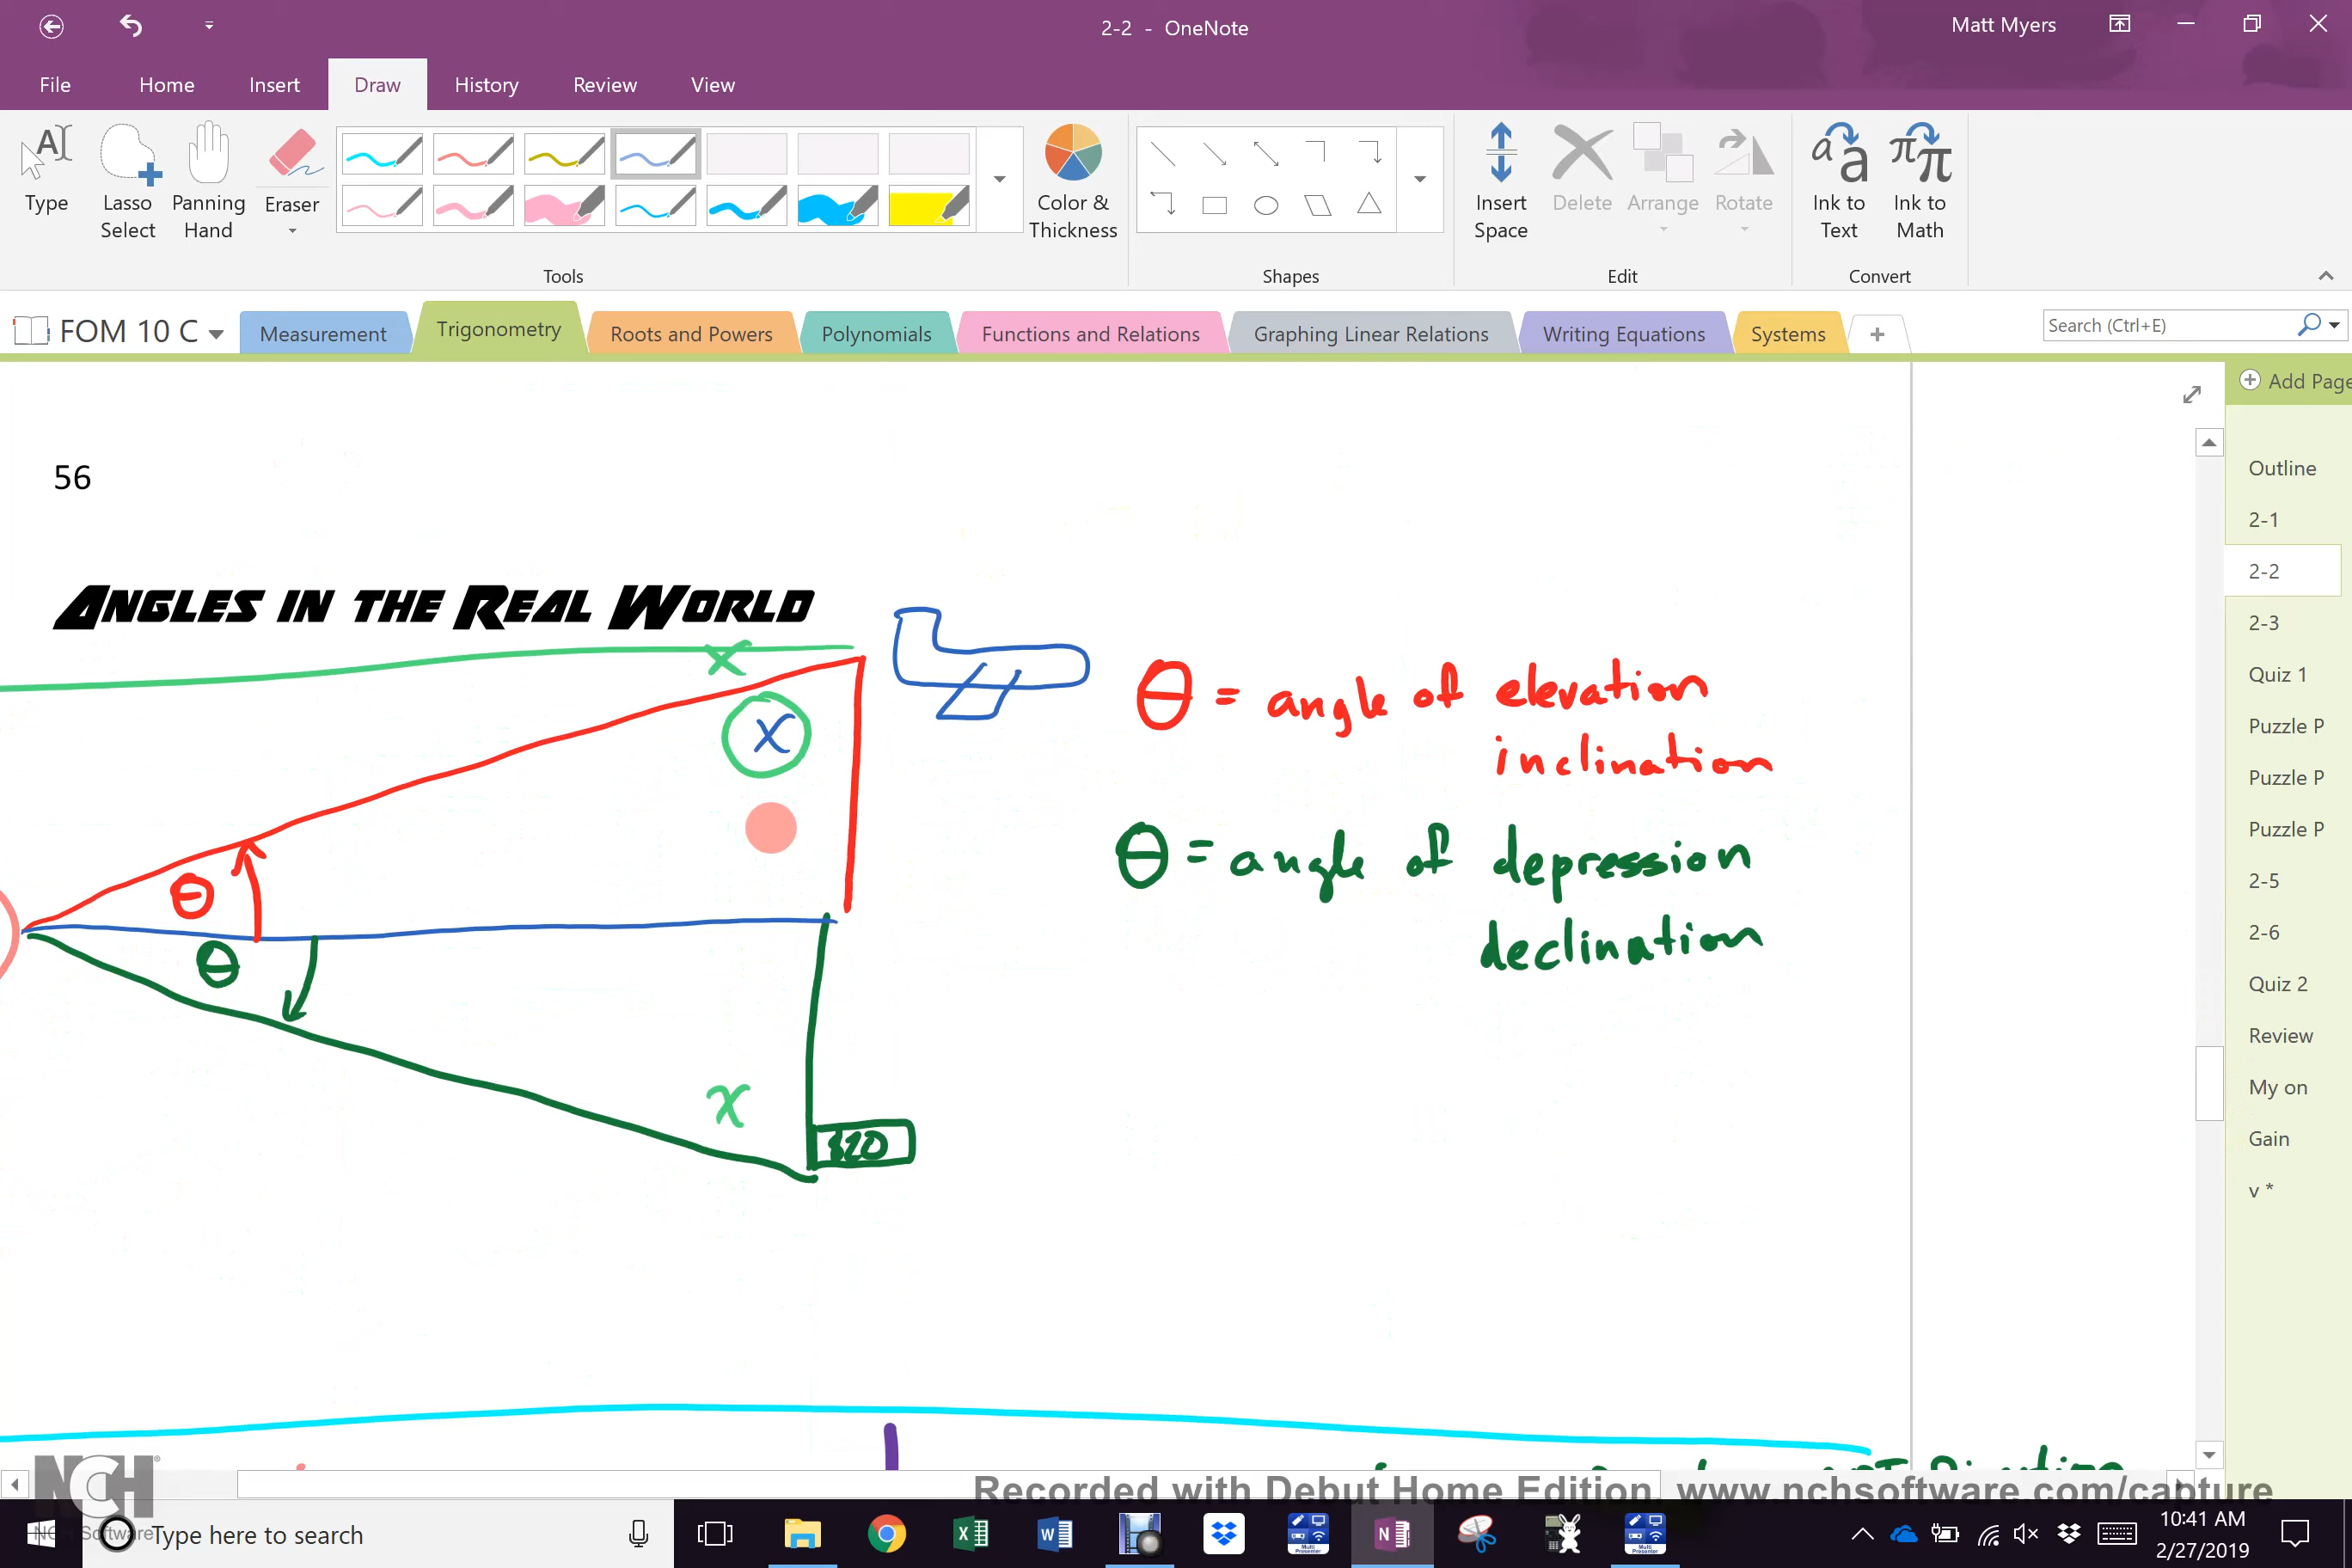 2-2 - OneNote
Matt Myers
File Home Insert Draw History Review View
Type
Lasso Select
Panning Hand
Eraser
Color & Thickness
Insert Space
Delete
Arrange
Rotate
Ink to Text
Ink to Math
Tools Shapes Edit Convert
FOM 10 C Measurement Trigonometry Roots and Powers Polynomials Functions and Relations Graphing Linear Relations Writing Equations Systems +
Search (Ctrl+E)
Add Page
Outline
2-1
2-2
2-3
Quiz 1
Puzzle P
Puzzle P
Puzzle P
2-5
2-6
Quiz 2
Review
My on
Gain
v *
56
ANGLES IN THE REAL WORLD
x
x
θ
θ
x
$20
θ = angle of elevation
inclination
θ = angle of depression
declination
NCH
NCH Software
Recorded with Debut Home Edition. www.nchsoftware.com/capture
Type here to search
10:41 AM
2/27/2019